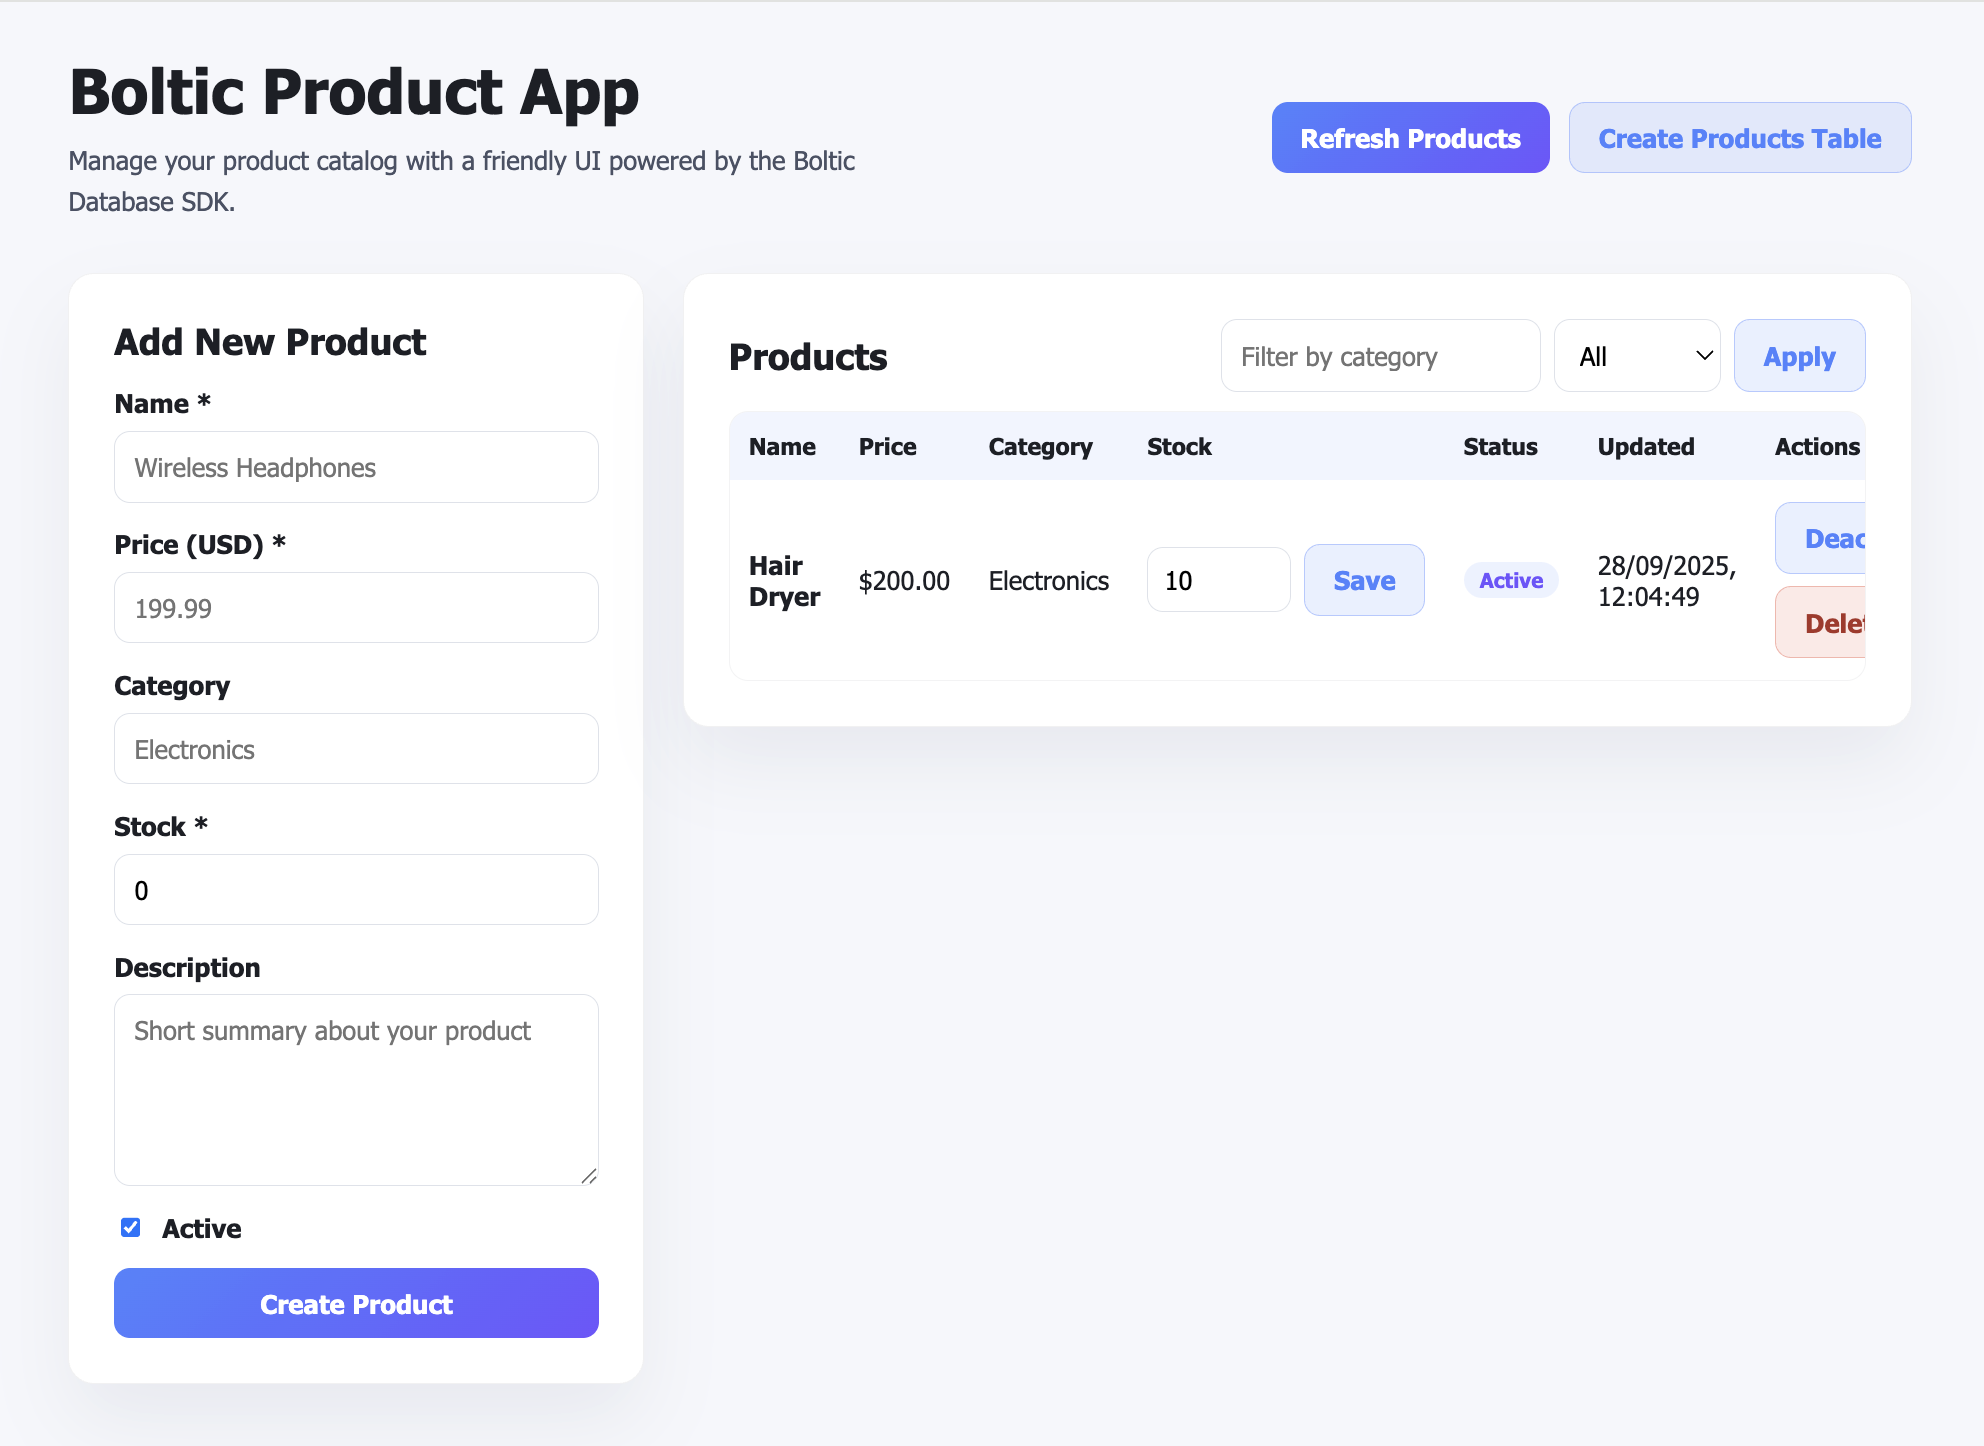 Boltic Product App
Manage your product catalog with a friendly UI powered by the Boltic
Database SDK.
Refresh Products
Create Products Table
Add New Product
Name *
Wireless Headphones
Price (USD) *
199.99
Category
Electronics
Stock *
0
Description
Short summary about your product
Active
Create Product
Products
Filter by category
All
Apply
Name Price Category Stock Status Updated Actions
Hair
Dryer
$200.00
Electronics
10
Save
Active
28/09/2025,
12:04:49
Deac
Delet